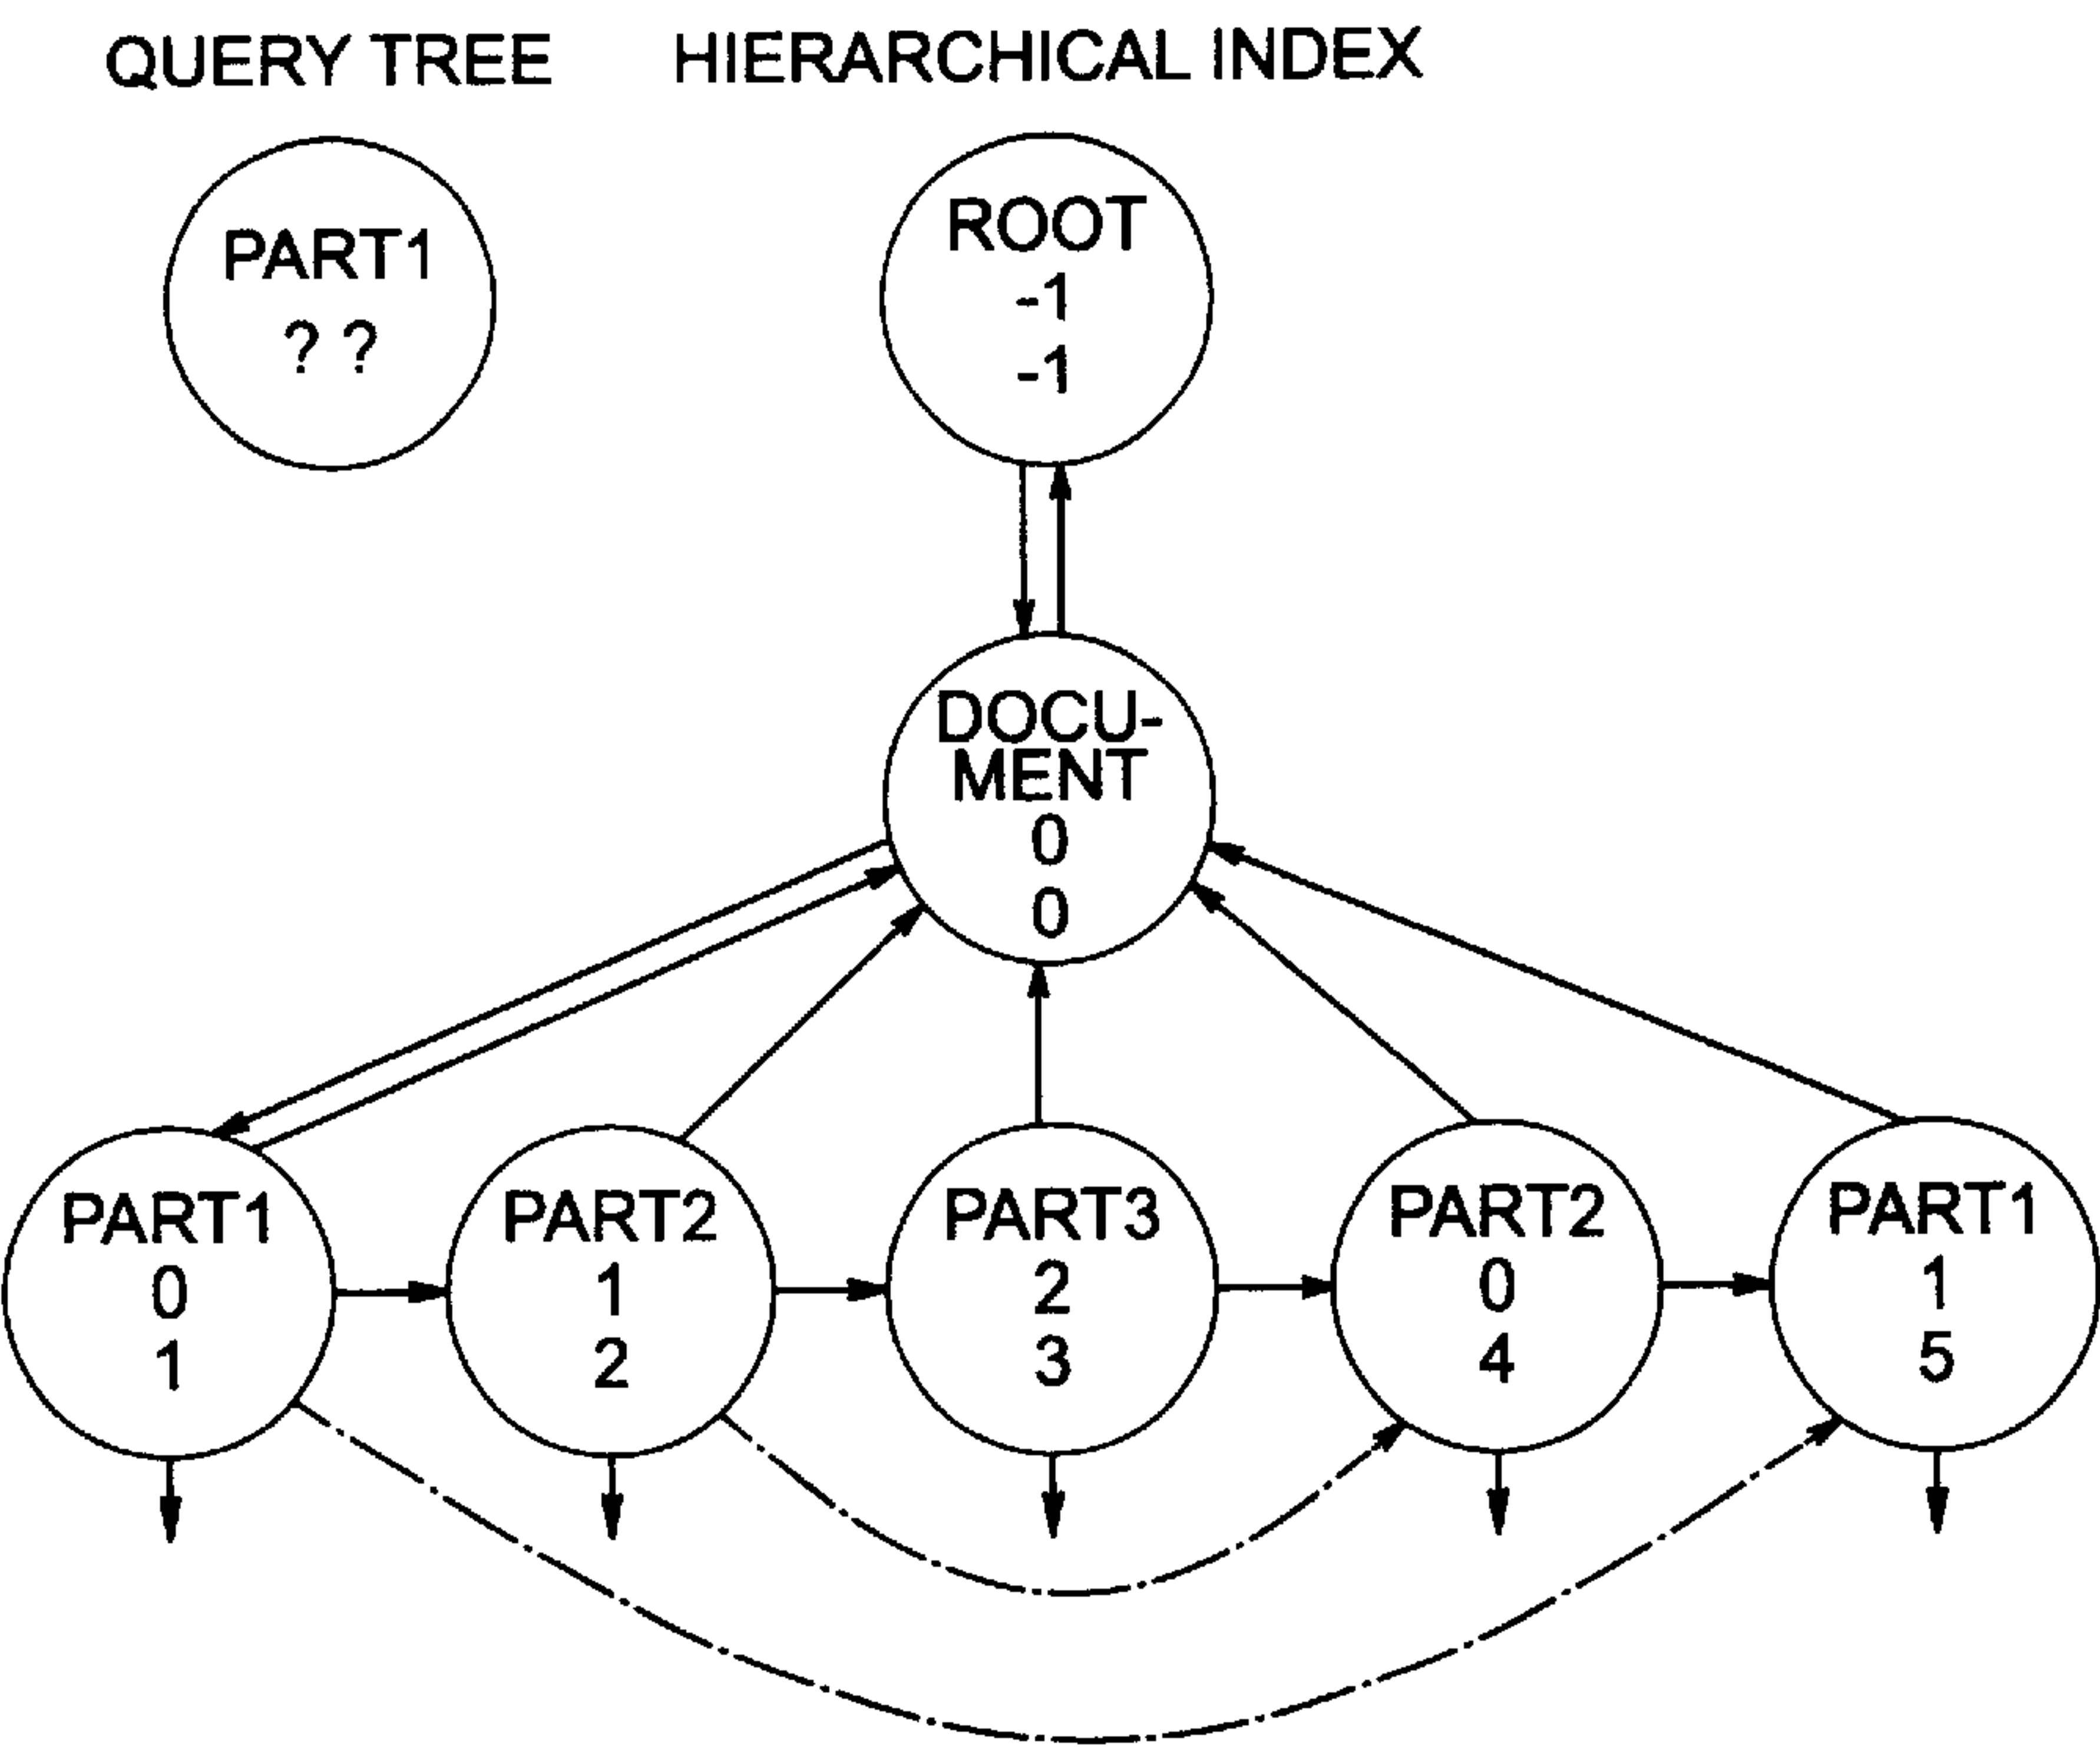 QUERY TREE
HIERARCHICAL INDEX
PART1
? ?
ROOT
-1
-1
DOCU-
MENT
0
0
PART1
0
1
PART2
1
2
PART3
2
3
PART2
0
4
PART1
1
5